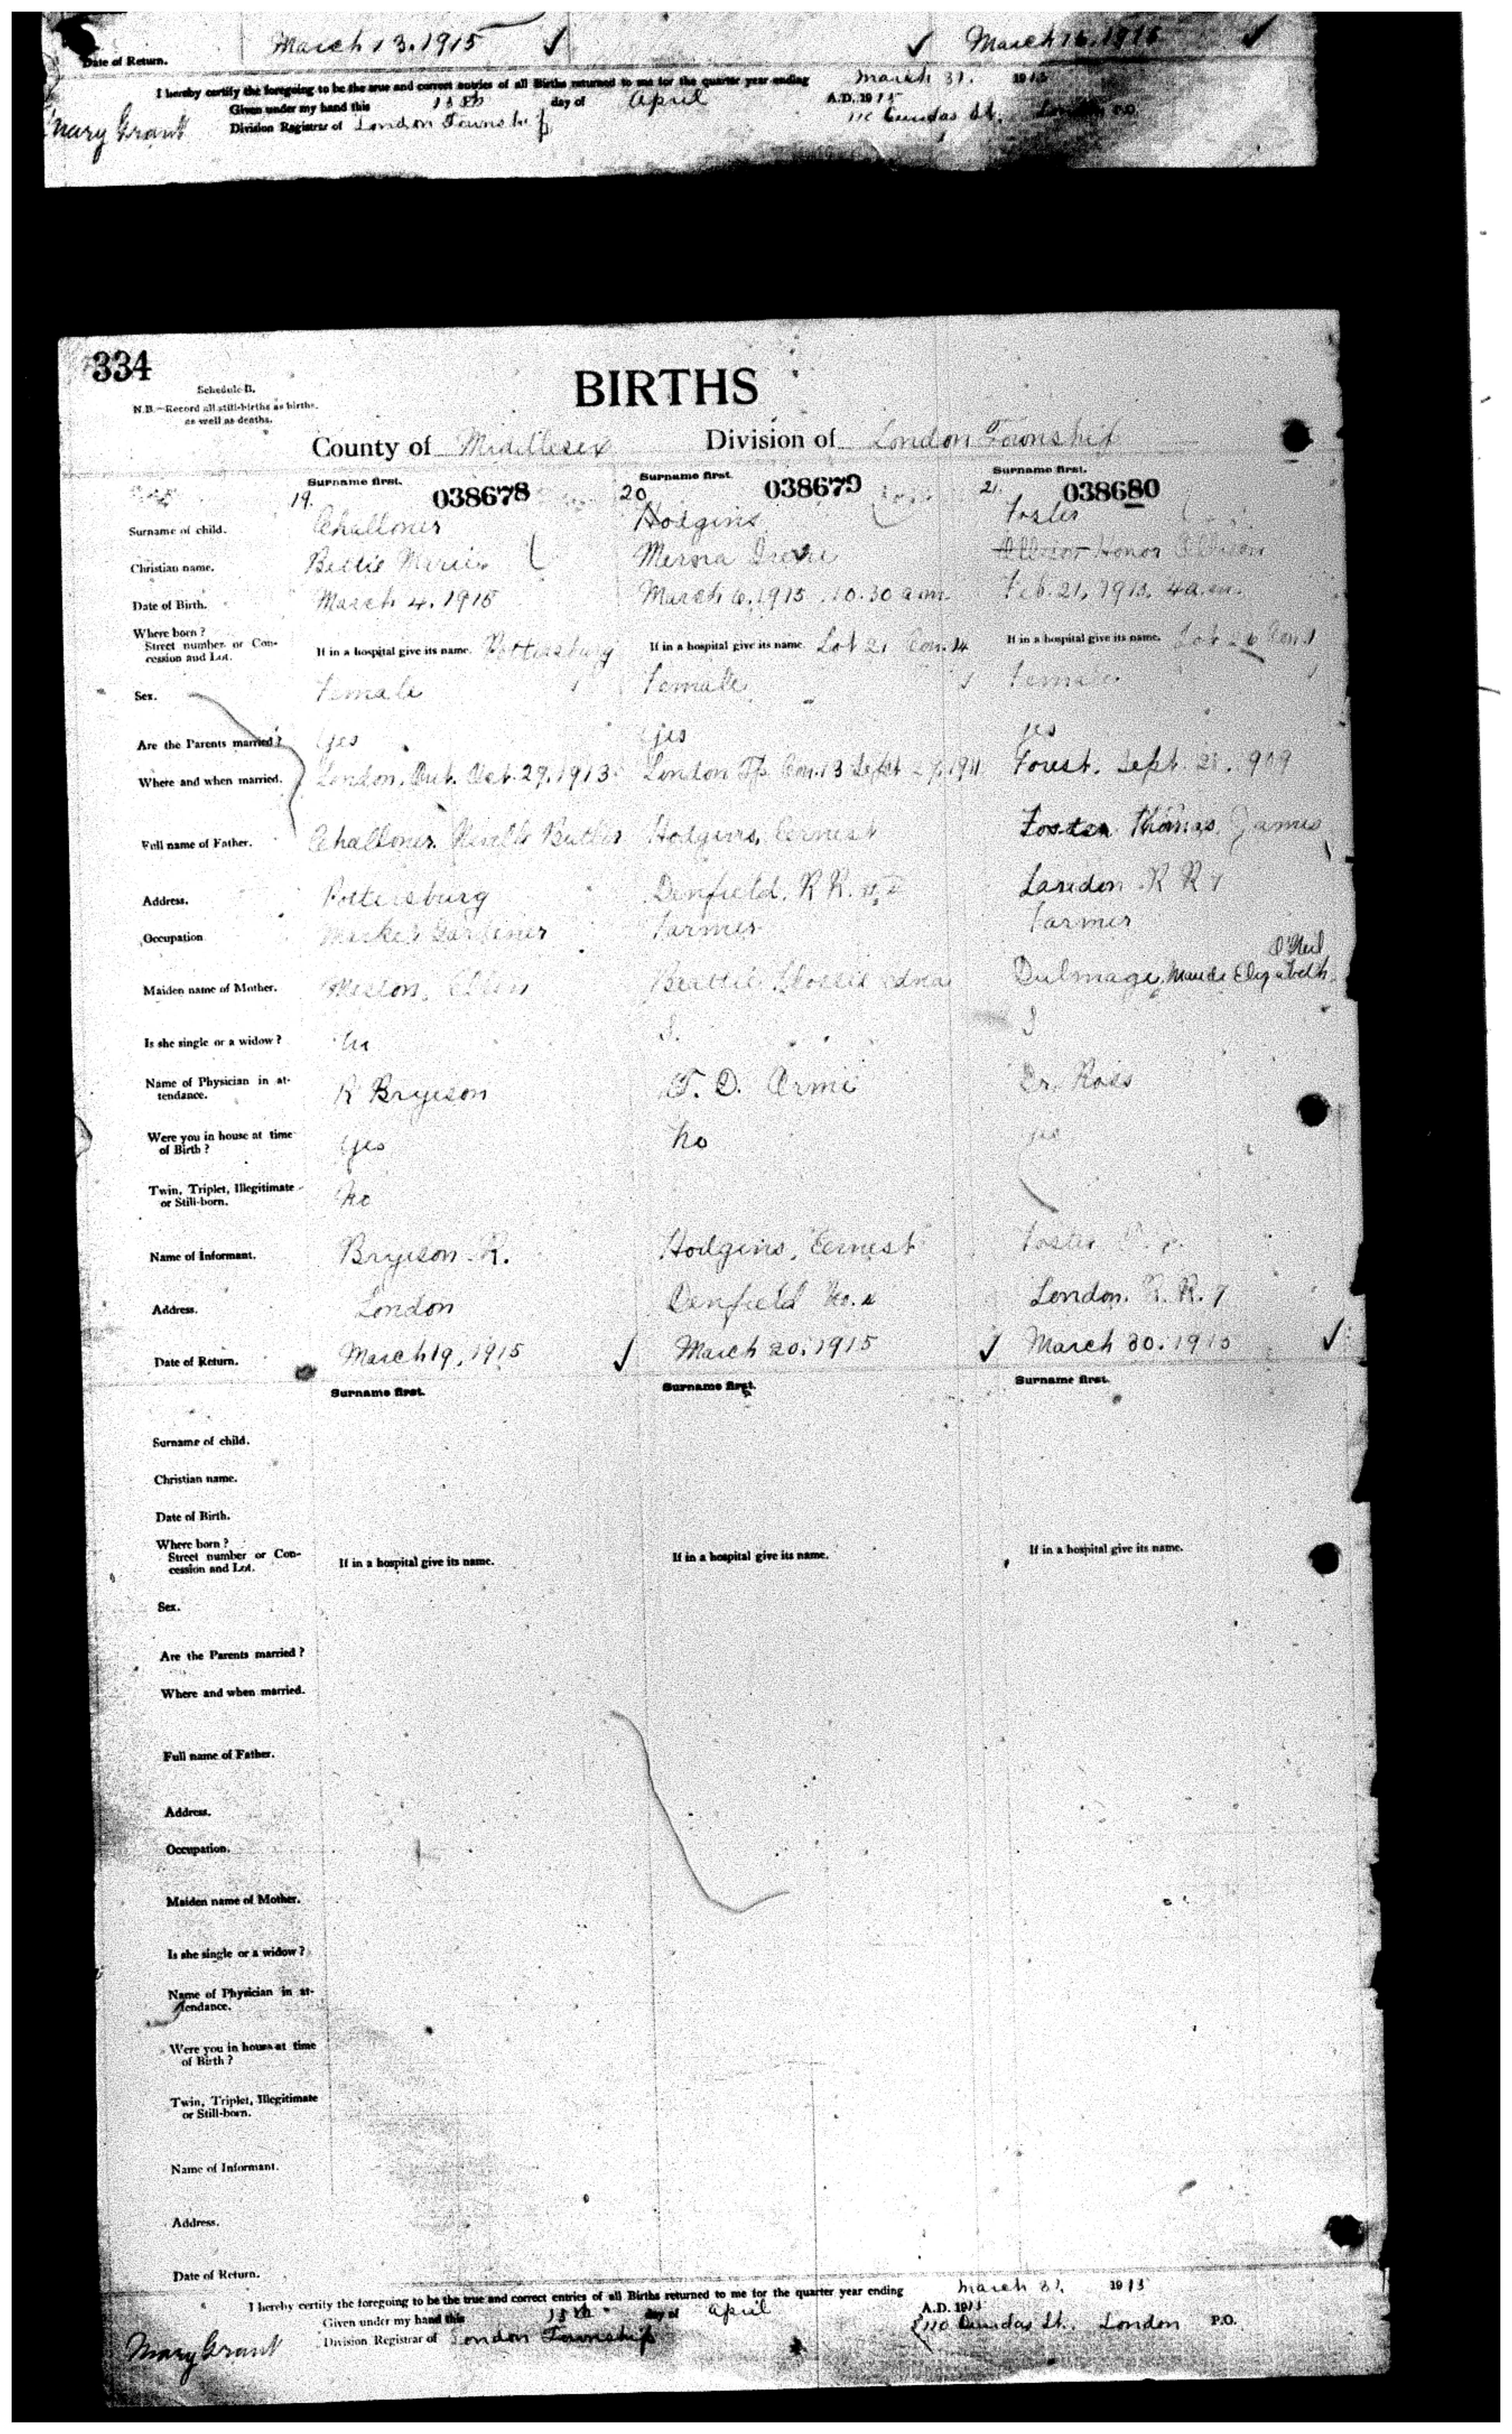 March 13. 1915 ✓ ✓ March 16. 1915 ✓
Date of Return.
I hereby certify the foregoing to be the true and correct entries of all Births returned to me for the quarter year ending March 31. 1915
Given under my hand this 15th day of April A.D. 1915
Mary Grant Division Registrar of London Township 110 Dundas St. London P.O.
334
Schedule B.
N.B.—Record all still-births as births, as well as deaths.
BIRTHS
County of Middlesex Division of London Township
Surname first. Surname first. Surname first.
19. 038678 20 038679 21. 038680
Surname of child. Challoner Hodgins Foster
Christian name. Bettie Merna Honor
Date of Birth. March 4. 1915 March 6. 1915 10.30 a.m. Feb. 21, 1915. 4 a.m.
Where born?
Street number or Concession and Lot. If in a hospital give its name. Pottersburg If in a hospital give its name. Lot 21 Con. 14 If in a hospital give its name. Lot 26 Con. 1
Sex. Female Female Female
Are the Parents married? Yes yes yes
Where and when married. London, Ont. Oct. 29. 1913 London Tp. Con. 13 Sept 27. 1911 Forest. Sept. 21. 1909
Full name of Father. Challoner Butler Hodgins, Ernest Foster Thomas James
Address. Pottersburg Denfield. R R. London R R 7
Occupation Market Gardener Farmer Farmer
O'Neil
Maiden name of Mother. Ellen Beattie Edna Dulmage, Maude Elizabeth
Is she single or a widow? S. S
Name of Physician in attendance. R Bryeson Dr. Ross
Were you in house at time of Birth? Yes No yes
Twin, Triplet, Illegitimate or Still-born. No
Name of Informant. Bryeson R. Hodgins, Ernest Foster
Address. London Denfield London. R. R. 7
Date of Return. March 19, 1915 ✓ March 20. 1915 ✓ March 30. 1915 ✓
Surname first. Surname first. Surname first.
Surname of child.
Christian name.
Date of Birth.
Where born?
Street number or Concession and Lot. If in a hospital give its name. If in a hospital give its name. If in a hospital give its name.
Sex.
Are the Parents married?
Where and when married.
Full name of Father.
Address.
Occupation.
Maiden name of Mother.
Is she single or a widow?
Name of Physician in attendance.
Were you in house at time of Birth?
Twin, Triplet, Illegitimate or Still-born.
Name of Informant.
Address.
Date of Return.
I hereby certify the foregoing to be the true and correct entries of all Births returned to me for the quarter year ending March 31. 1915
Given under my hand this 15th day of April A.D. 1915
Mary Grant Division Registrar of London Township 110 Dundas St. London P.O.